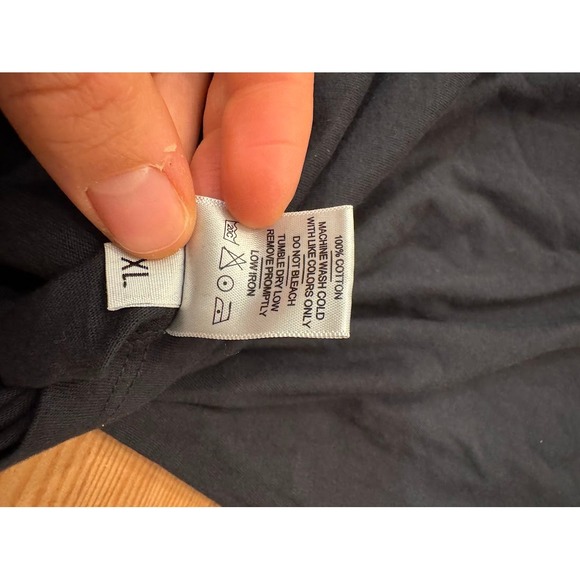 XL
100% COTTON
MACHINE WASH COLD
WITH LIKE COLORS ONLY
DO NOT BLEACH
TUMBLE DRY LOW
REMOVE PROMPTLY
LOW IRON